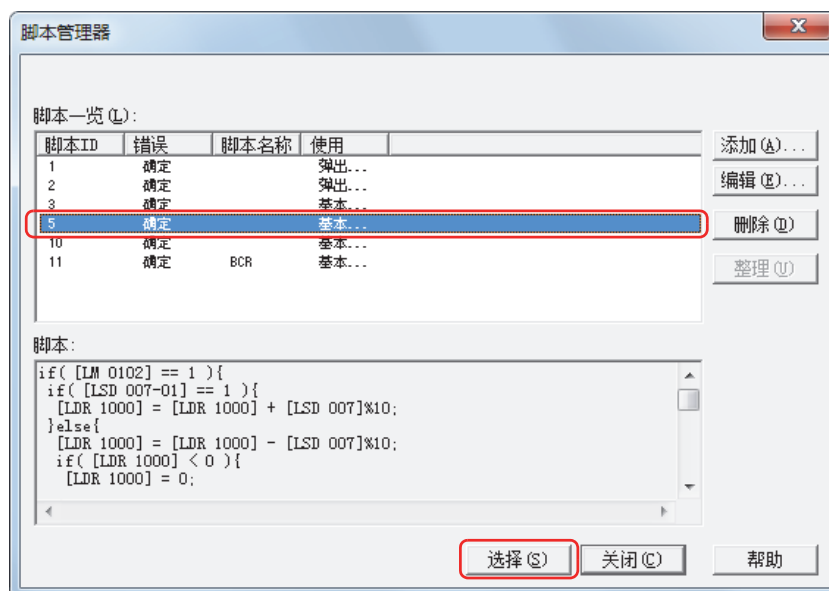 脚本管理器
脚本一览(L):
脚本ID 错误 脚本名称 使用
1 确定 弹出...
2 确定 弹出...
3 确定 基本...
5 确定 基本...
10 确定 基本...
11 确定 BCR 基本...
添加(A)...
编辑(E)...
删除(D)
整理(U)
脚本:
if( [LM 0102] == 1 ){
if( [LSD 007-01] == 1 ){
[LDR 1000] = [LDR 1000] + [LSD 007]%10;
}else{
[LDR 1000] = [LDR 1000] - [LSD 007]%10;
if( [LDR 1000] < 0 ){
[LDR 1000] = 0;
选择(S) 关闭(C) 帮助